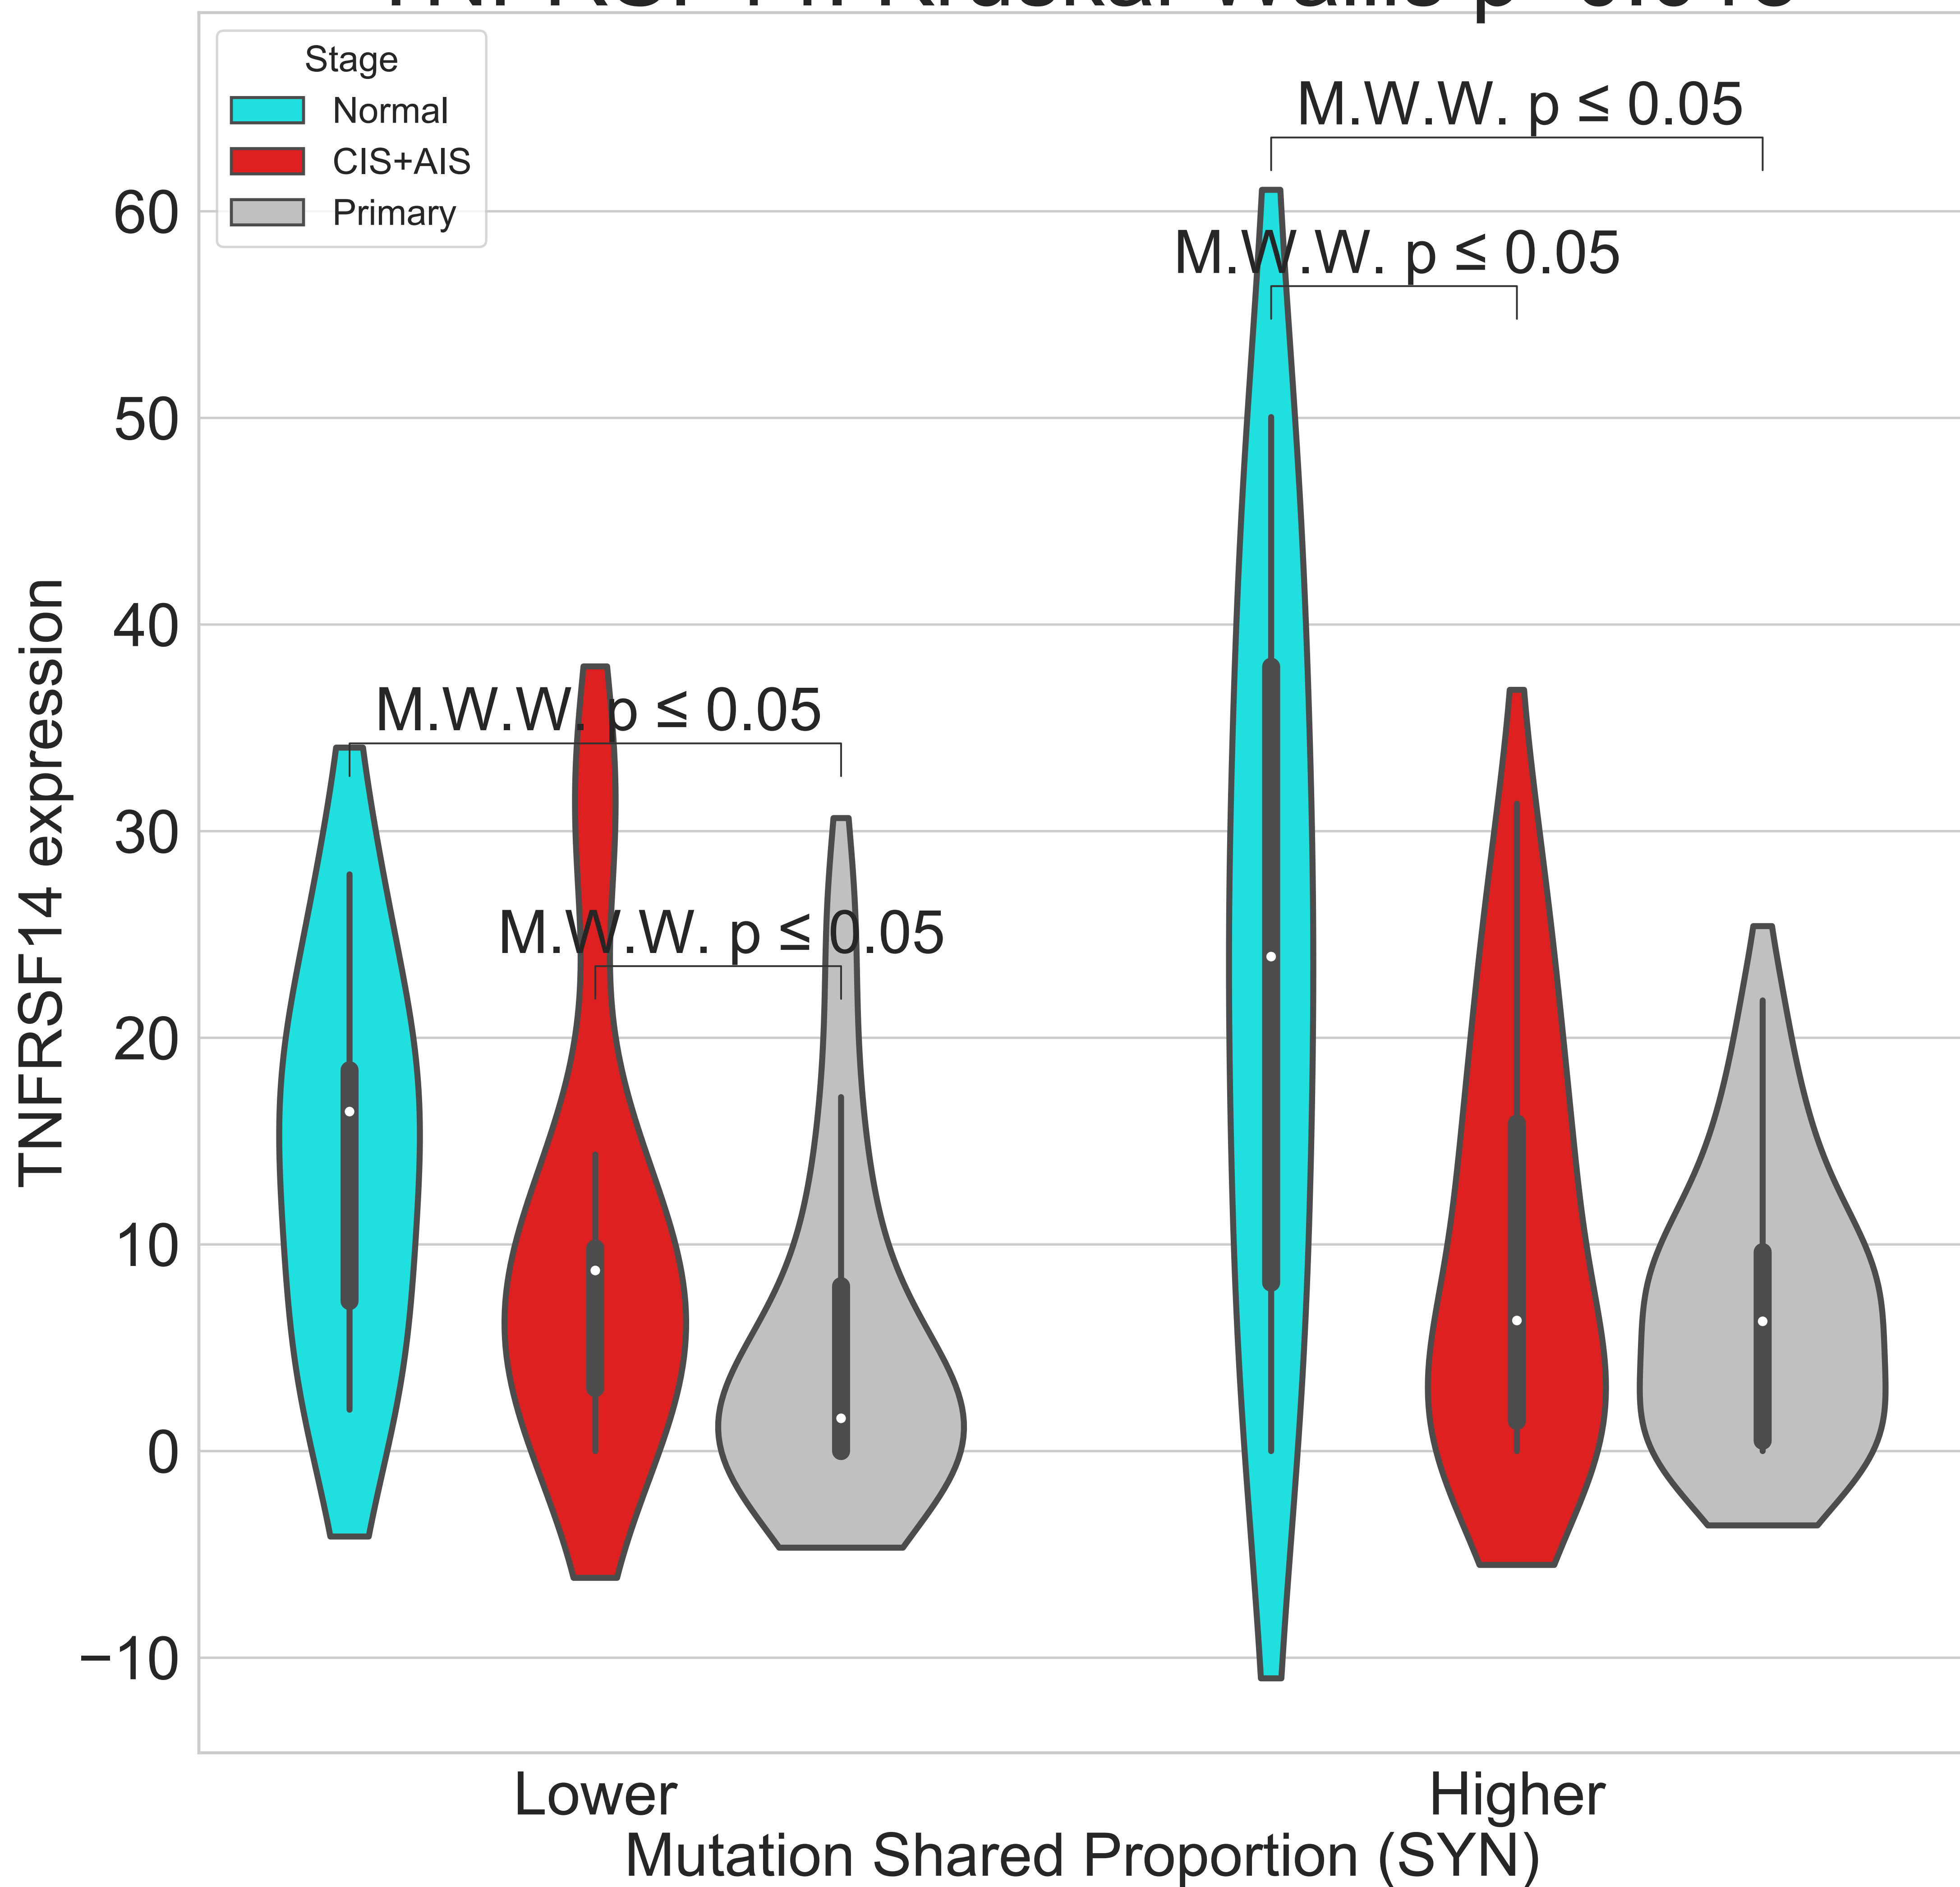 Stage
Normal
CIS+AIS
Primary
M.W.W. p ≤ 0.05
M.W.W. p ≤ 0.05
M.W.W. p ≤ 0.05
M.W.W. p ≤ 0.05
60
50
40
30
20
10
0
−10
TNFRSF14 expression
Lower
Higher
Mutation Shared Proportion (SYN)